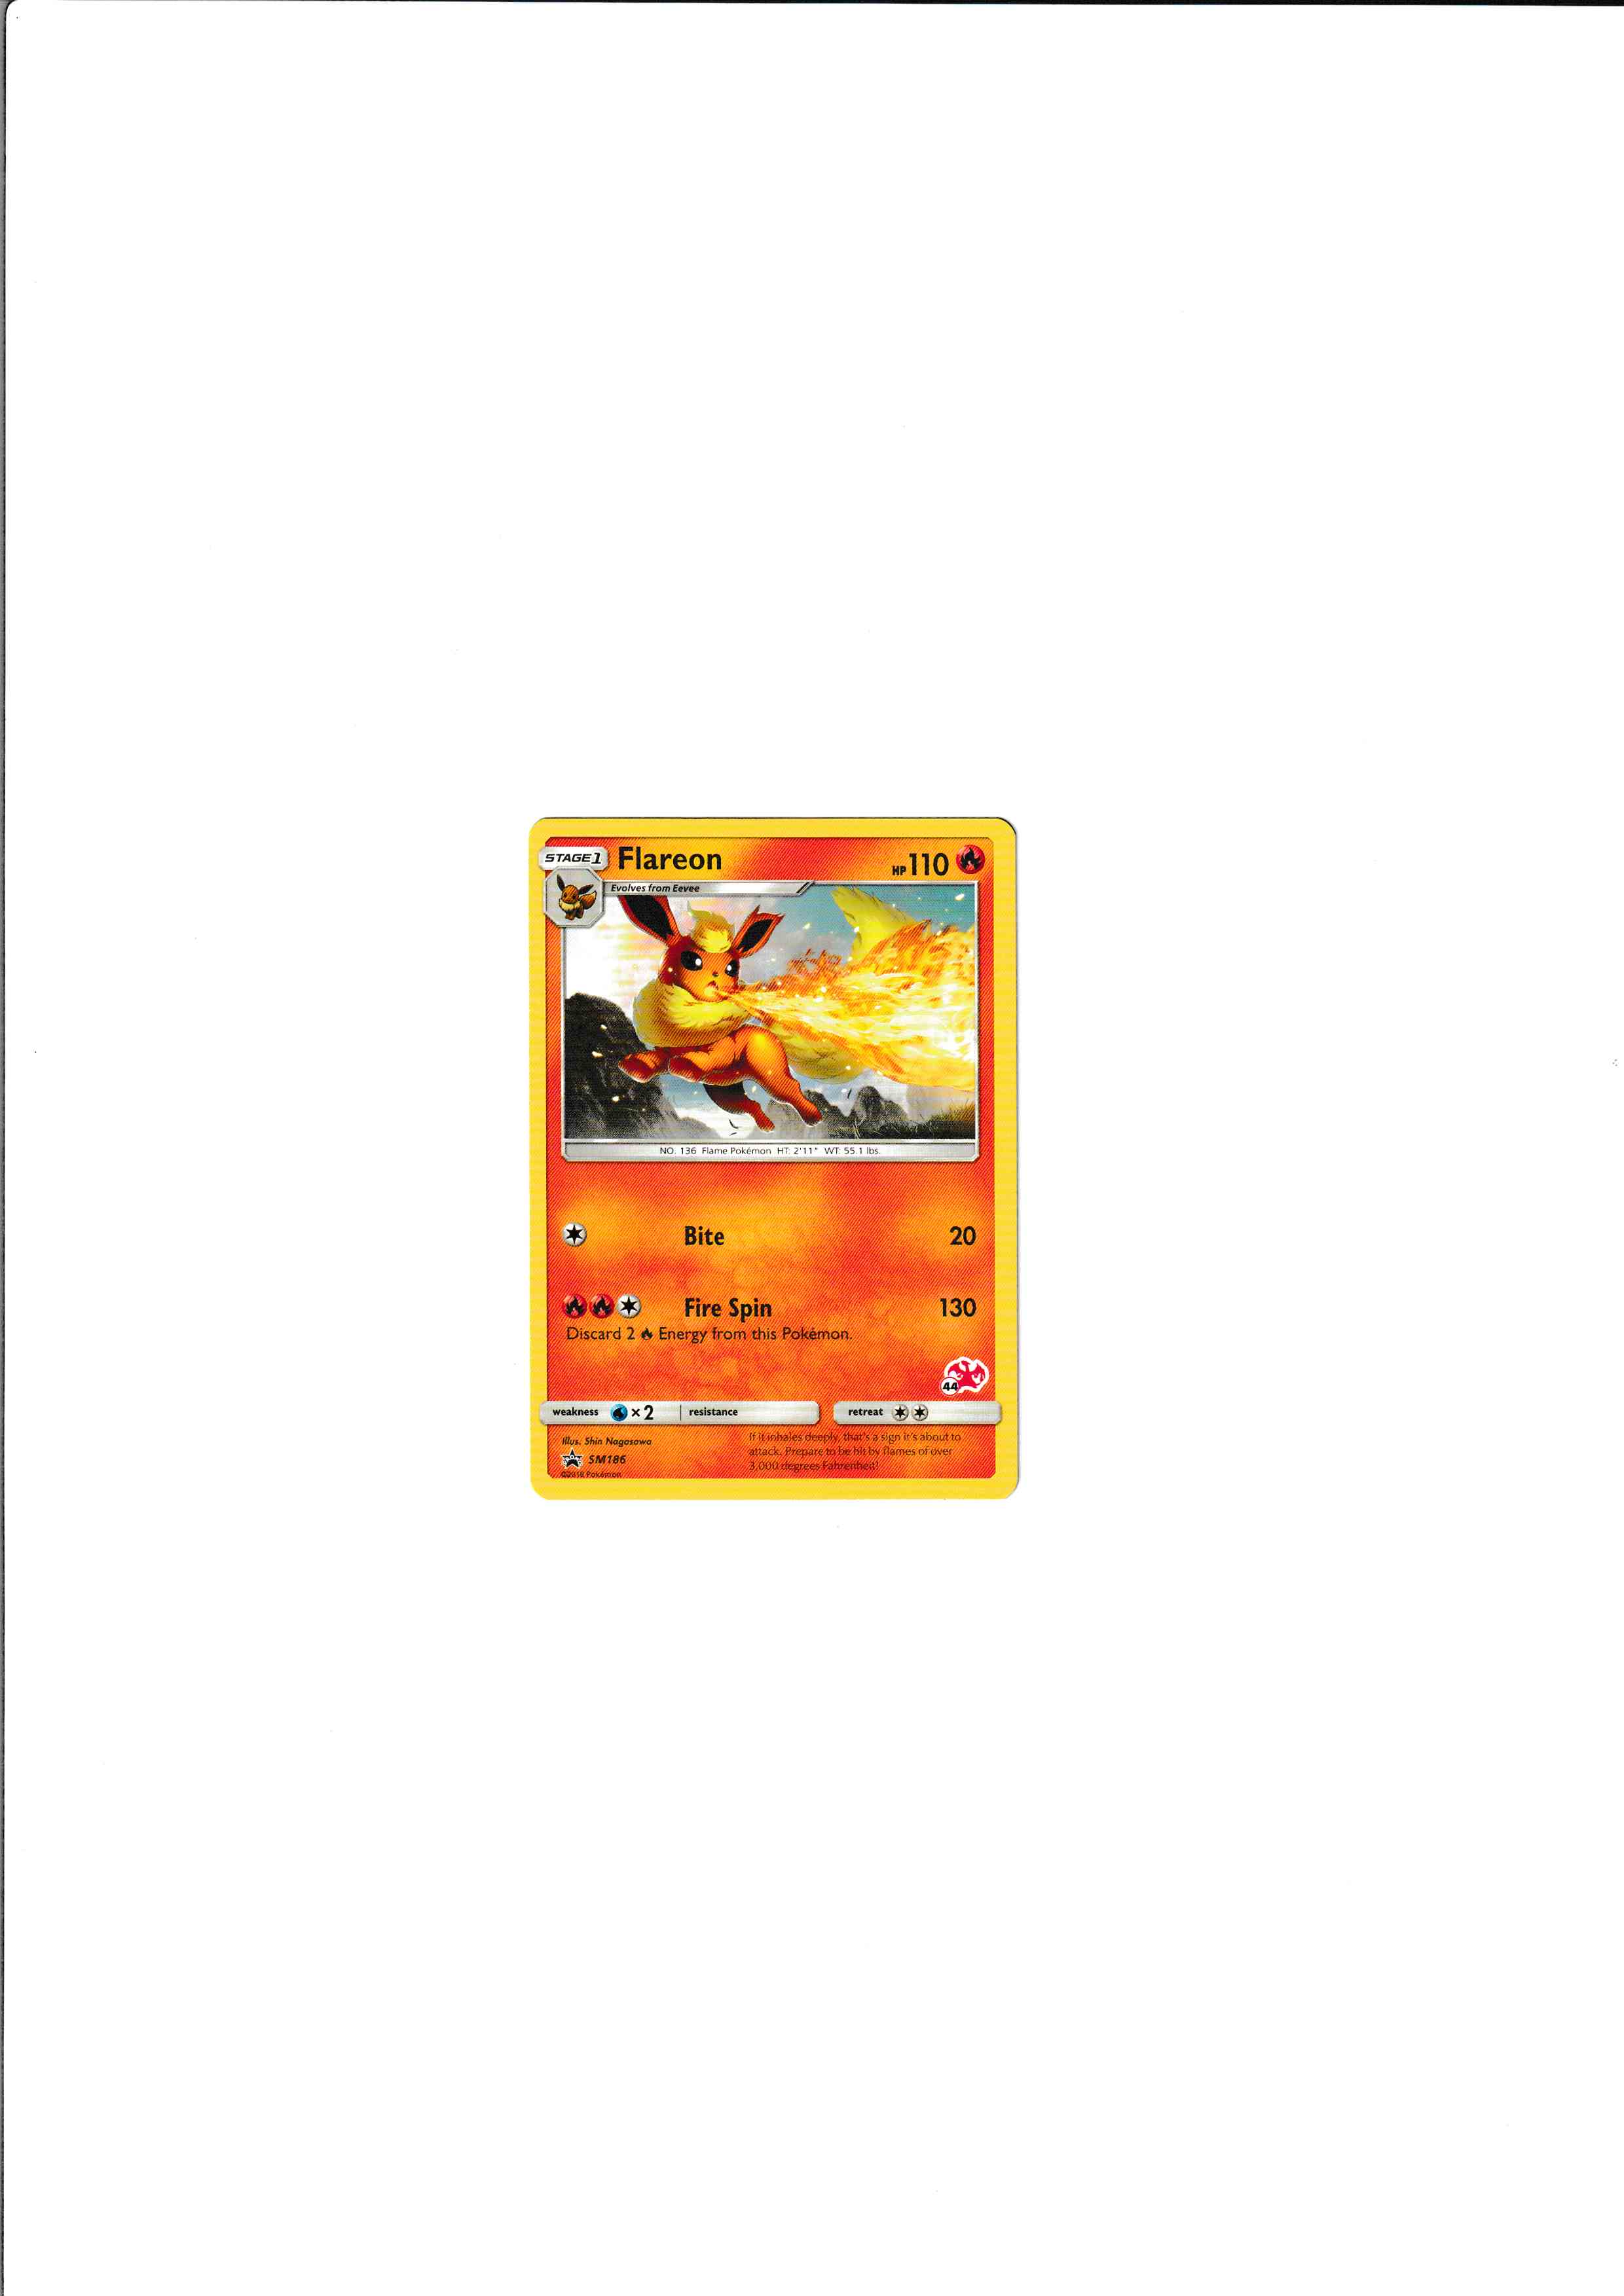 STAGE 1 Flareon HP 110
Evolves from Eevee
NO. 136 Flame Pokémon HT: 2'11" WT: 55.1 lbs.
Bite 20
Fire Spin 130
Discard 2 Energy from this Pokémon.
44
weakness ×2 resistance retreat
Illus. Shin Nagasawa
SM186
©2018 Pokémon
If it inhales deeply, that's a sign it's about to
attack. Prepare to be hit by flames of over
3,000 degrees Fahrenheit!